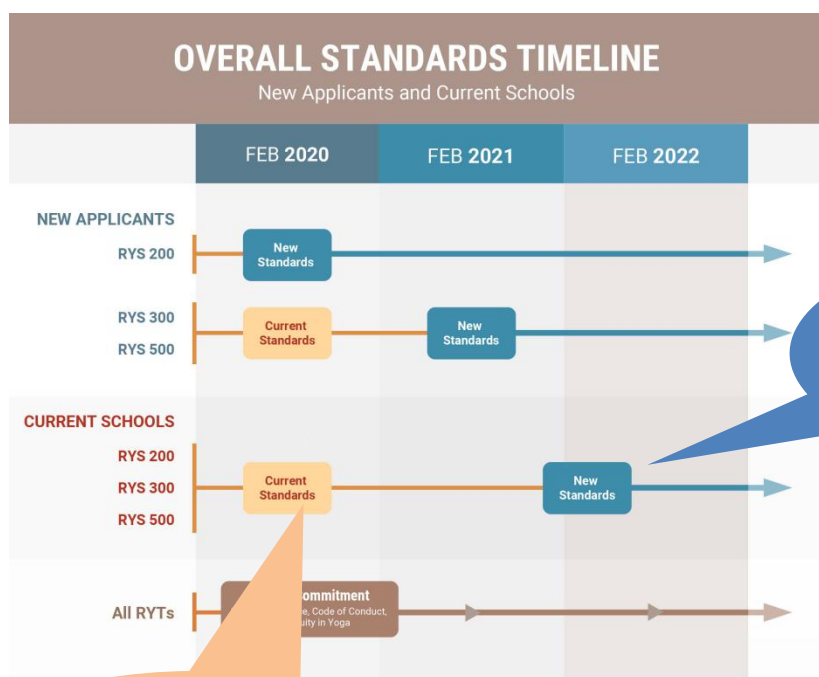 OVERALL STANDARDS TIMELINE
New Applicants and Current Schools
FEB 2020
FEB 2021
FEB 2022
NEW APPLICANTS
RYS 200
New
Standards
RYS 300
RYS 500
Current
Standards
New
Standards
CURRENT SCHOOLS
RYS 200
RYS 300
RYS 500
Current
Standards
New
Standards
All RYTs
Code of Conduct,
in Yoga